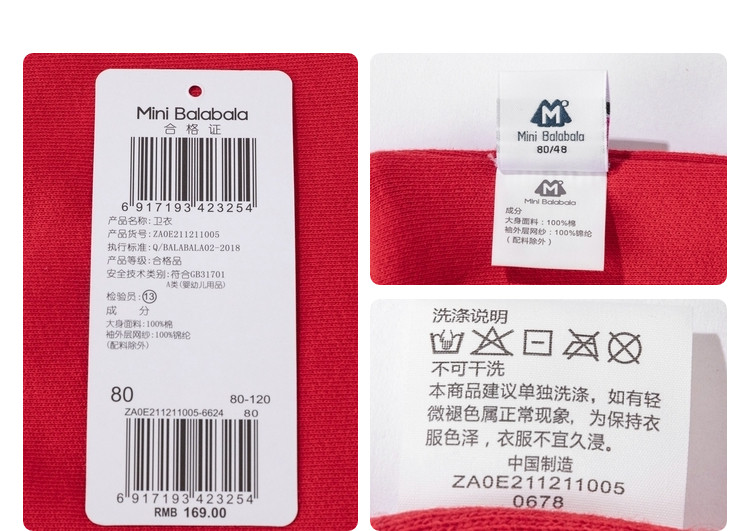 Mini Balabala
合格证
6 917193 423254
产品名称:卫衣
产品货号:ZA0E211211005
执行标准:Q/BALABALA02-2018
产品等级:合格品
安全技术类别:符合GB31701
A类(婴幼儿用品)
检验员:⑬
成 分
大身面料:100%棉
袖外层网纱:100%锦纶
(配料除外)
80
80-120
ZA0E211211005-6624 80
6 917193 423254
RMB 169.00
Mini Balabala
80/48
Mini Balabala
成分
大身面料:100%棉
袖外层网纱:100%锦纶
(配料除外)
洗涤说明
不可干洗
本商品建议单独洗涤,如有轻
微褪色属正常现象,为保持衣
服色泽,衣服不宜久浸。
中国制造
ZA0E211211005
0678